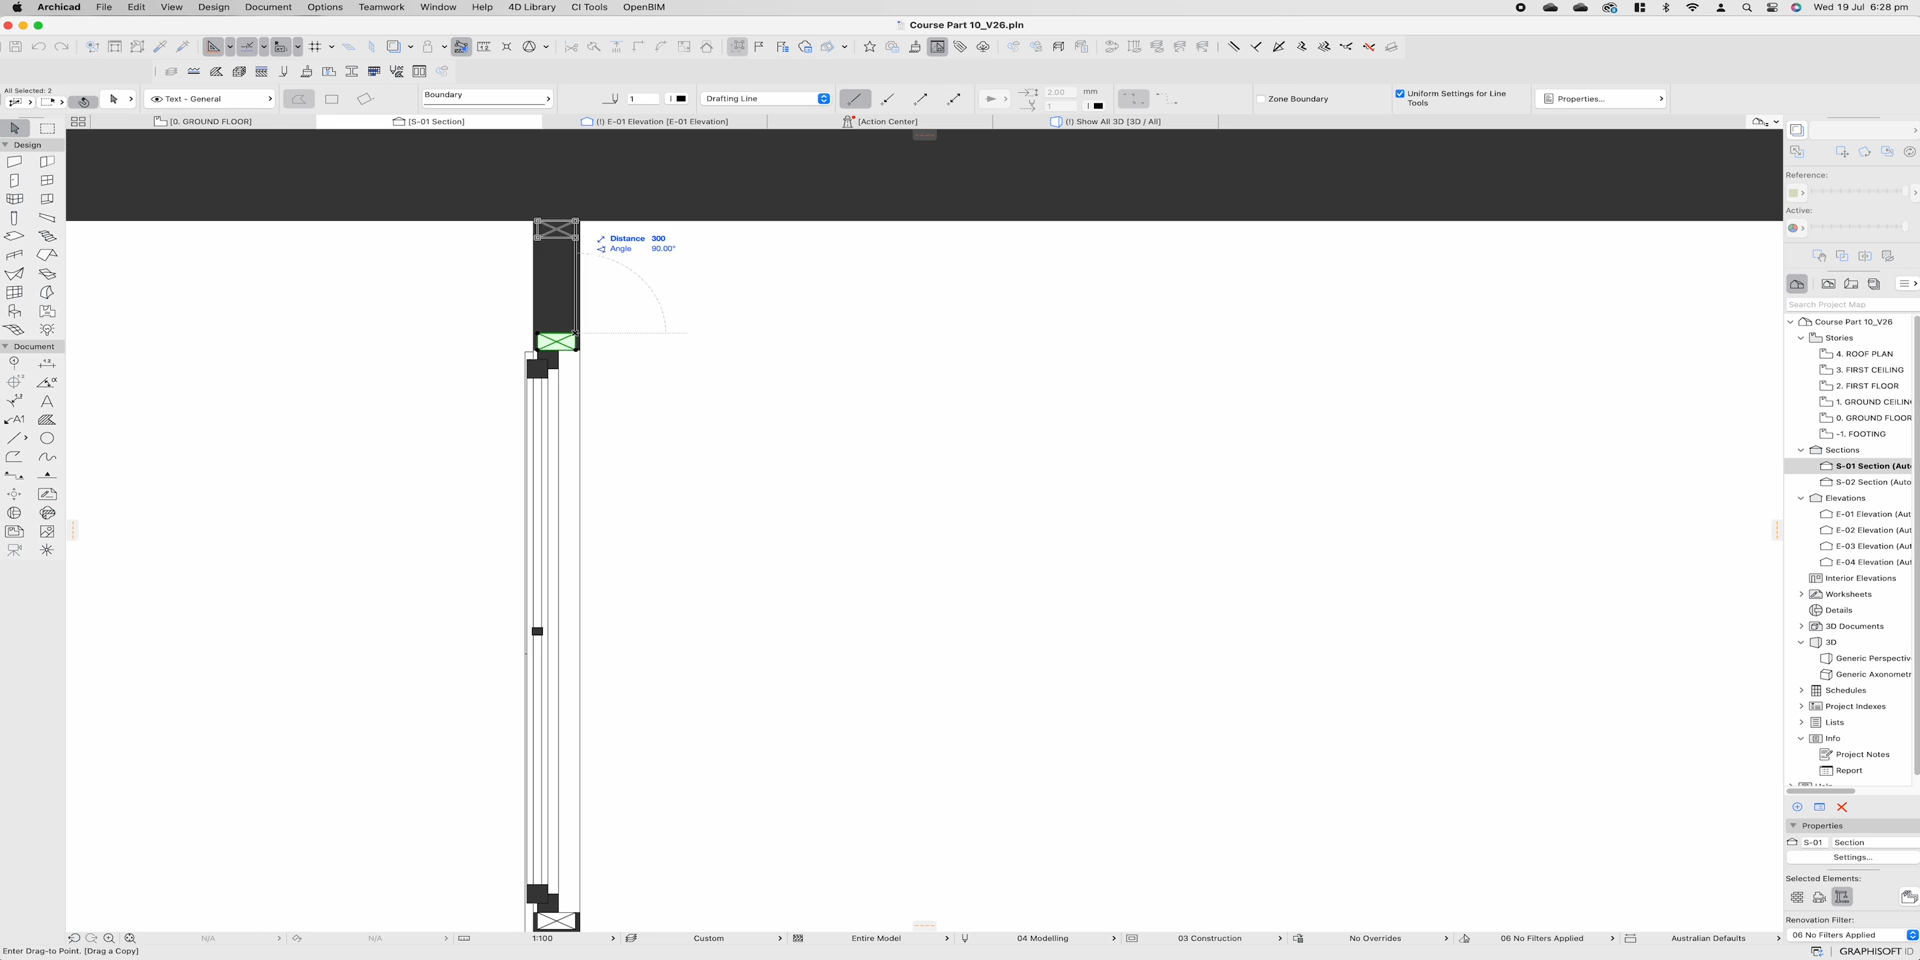 Archicad File Edit View Design Document Options Teamwork Window Help 4D Library CI Tools OpenBIM Wed 19 Jul 6:28 pm
Course Part 10_V26.pln
All Selected: 2
Text - General
Boundary
1
Drafting Line
2.00 mm
1
Zone Boundary
Uniform Settings for Line Tools
Properties...
[0. GROUND FLOOR] [S-01 Section] (!) E-01 Elevation [E-01 Elevation] [Action Center] (!) Show All 3D [3D / All]
Design
Document
Distance 300
Angle 90.00°
Reference:
Active:
Search Project Map
Course Part 10_V26
Stories
4. ROOF PLAN
3. FIRST CEILING
2. FIRST FLOOR
1. GROUND CEILIN
0. GROUND FLOOR
-1. FOOTING
Sections
S-01 Section (Aut
S-02 Section (Auto
Elevations
E-01 Elevation (Aut
E-02 Elevation (Aut
E-03 Elevation (Aut
E-04 Elevation (Aut
Interior Elevations
Worksheets
Details
3D Documents
3D
Generic Perspectiv
Generic Axonometr
Schedules
Project Indexes
Lists
Info
Project Notes
Report
Properties
S-01 Section
Settings...
Selected Elements:
Renovation Filter:
06 No Filters Applied
N/A N/A 1:100 Custom Entire Model 04 Modelling 03 Construction No Overrides 06 No Filters Applied Australian Defaults
Enter Drag-to Point. [Drag a Copy]
GRAPHISOFT ID